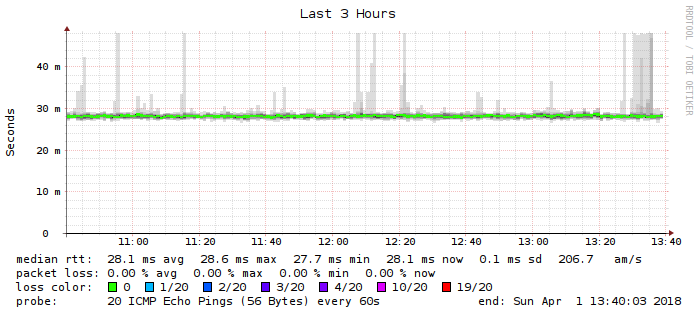 Last 3 Hours
RRDTOOL / TOBI OETIKER
Seconds
40 m
30 m
20 m
10 m
0
11:00 11:20 11:40 12:00 12:20 12:40 13:00 13:20 13:40
median rtt: 28.1 ms avg 28.6 ms max 27.7 ms min 28.1 ms now 0.1 ms sd 206.7 am/s
packet loss: 0.00 % avg 0.00 % max 0.00 % min 0.00 % now
loss color: 0 1/20 2/20 3/20 4/20 10/20 19/20
probe: 20 ICMP Echo Pings (56 Bytes) every 60s end: Sun Apr 1 13:40:03 2018